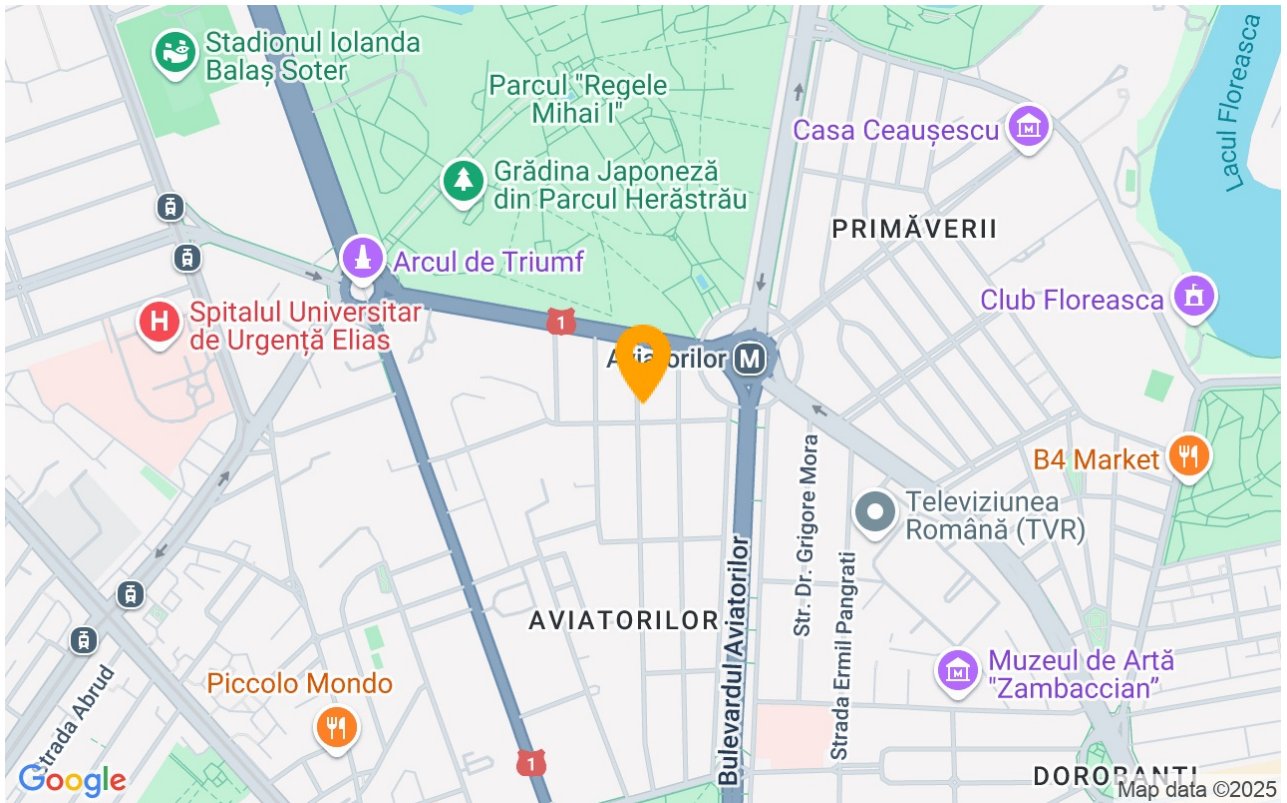 Stadionul Iolanda
Balaș Soter
Parcul "Regele
Mihai I"
Lacul Floreasca
Casa Ceaușescu
Grădina Japoneză
din Parcul Herăstrău
PRIMĂVERII
Arcul de Triumf
Club Floreasca
H
Spitalul Universitar
de Urgență Elias
1
Aviatorilor
M
B4 Market
Str. Dr. Grigore Mora
Televiziunea
Română (TVR)
Strada Ermil Pangrati
Bulevardul Aviatorilor
AVIATORILOR
Muzeul de Artă
"Zambaccian”
Piccolo Mondo
Strada Abrud
1
DOROBANȚI
Google
Map data ©2025